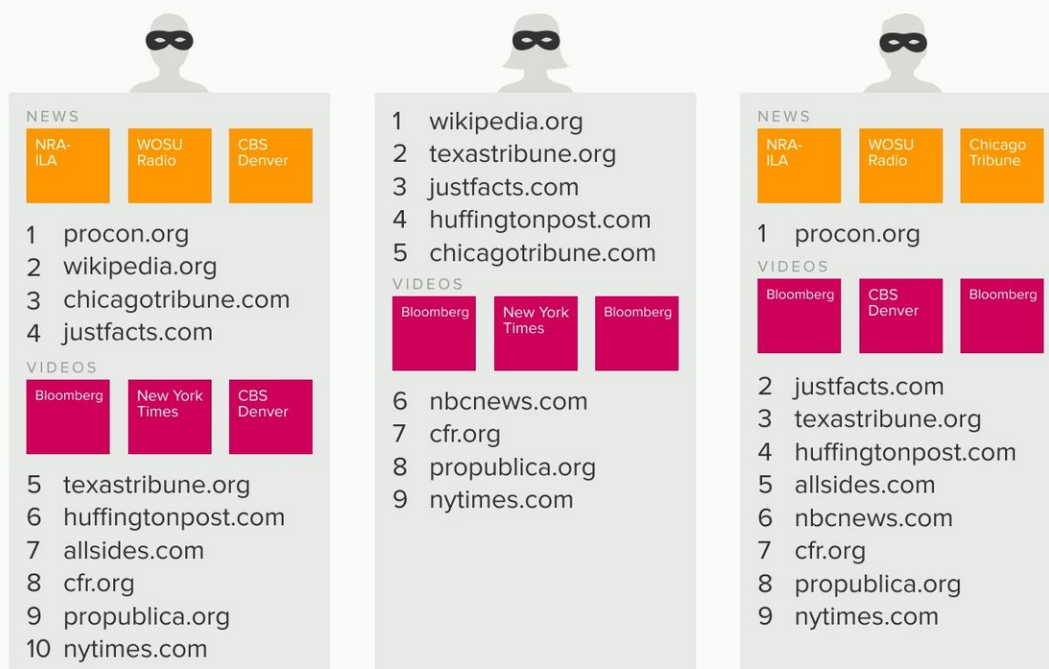 NEWS
NRA-
ILA
WOSU
Radio
CBS
Denver
1 procon.org
2 wikipedia.org
3 chicagotribune.com
4 justfacts.com
VIDEOS
Bloomberg
New York
Times
CBS
Denver
5 texastribune.org
6 huffingtonpost.com
7 allsides.com
8 cfr.org
9 propublica.org
10 nytimes.com
1 wikipedia.org
2 texastribune.org
3 justfacts.com
4 huffingtonpost.com
5 chicagotribune.com
VIDEOS
Bloomberg
New York
Times
Bloomberg
6 nbcnews.com
7 cfr.org
8 propublica.org
9 nytimes.com
NEWS
NRA-
ILA
WOSU
Radio
Chicago
Tribune
1 procon.org
VIDEOS
Bloomberg
CBS
Denver
Bloomberg
2 justfacts.com
3 texastribune.org
4 huffingtonpost.com
5 allsides.com
6 nbcnews.com
7 cfr.org
8 propublica.org
9 nytimes.com